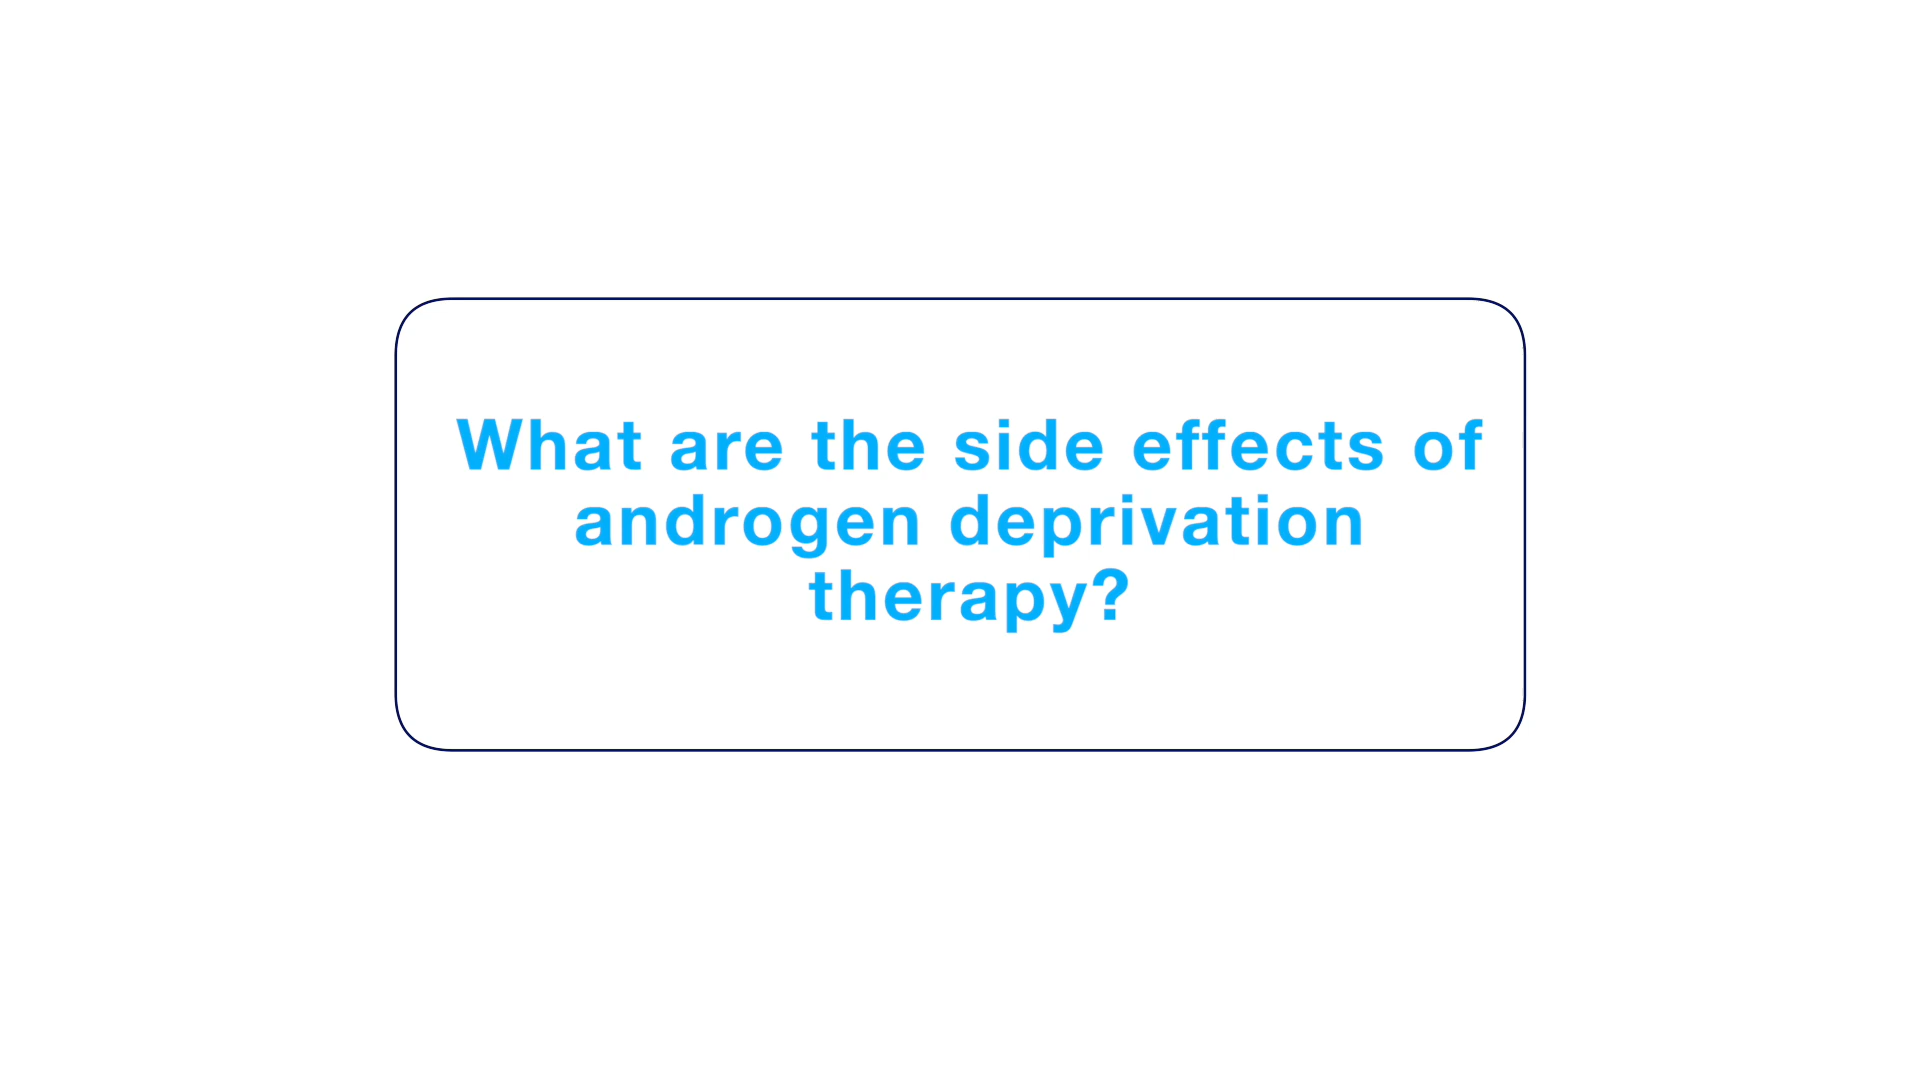 What are the side effects of
androgen deprivation
therapy?